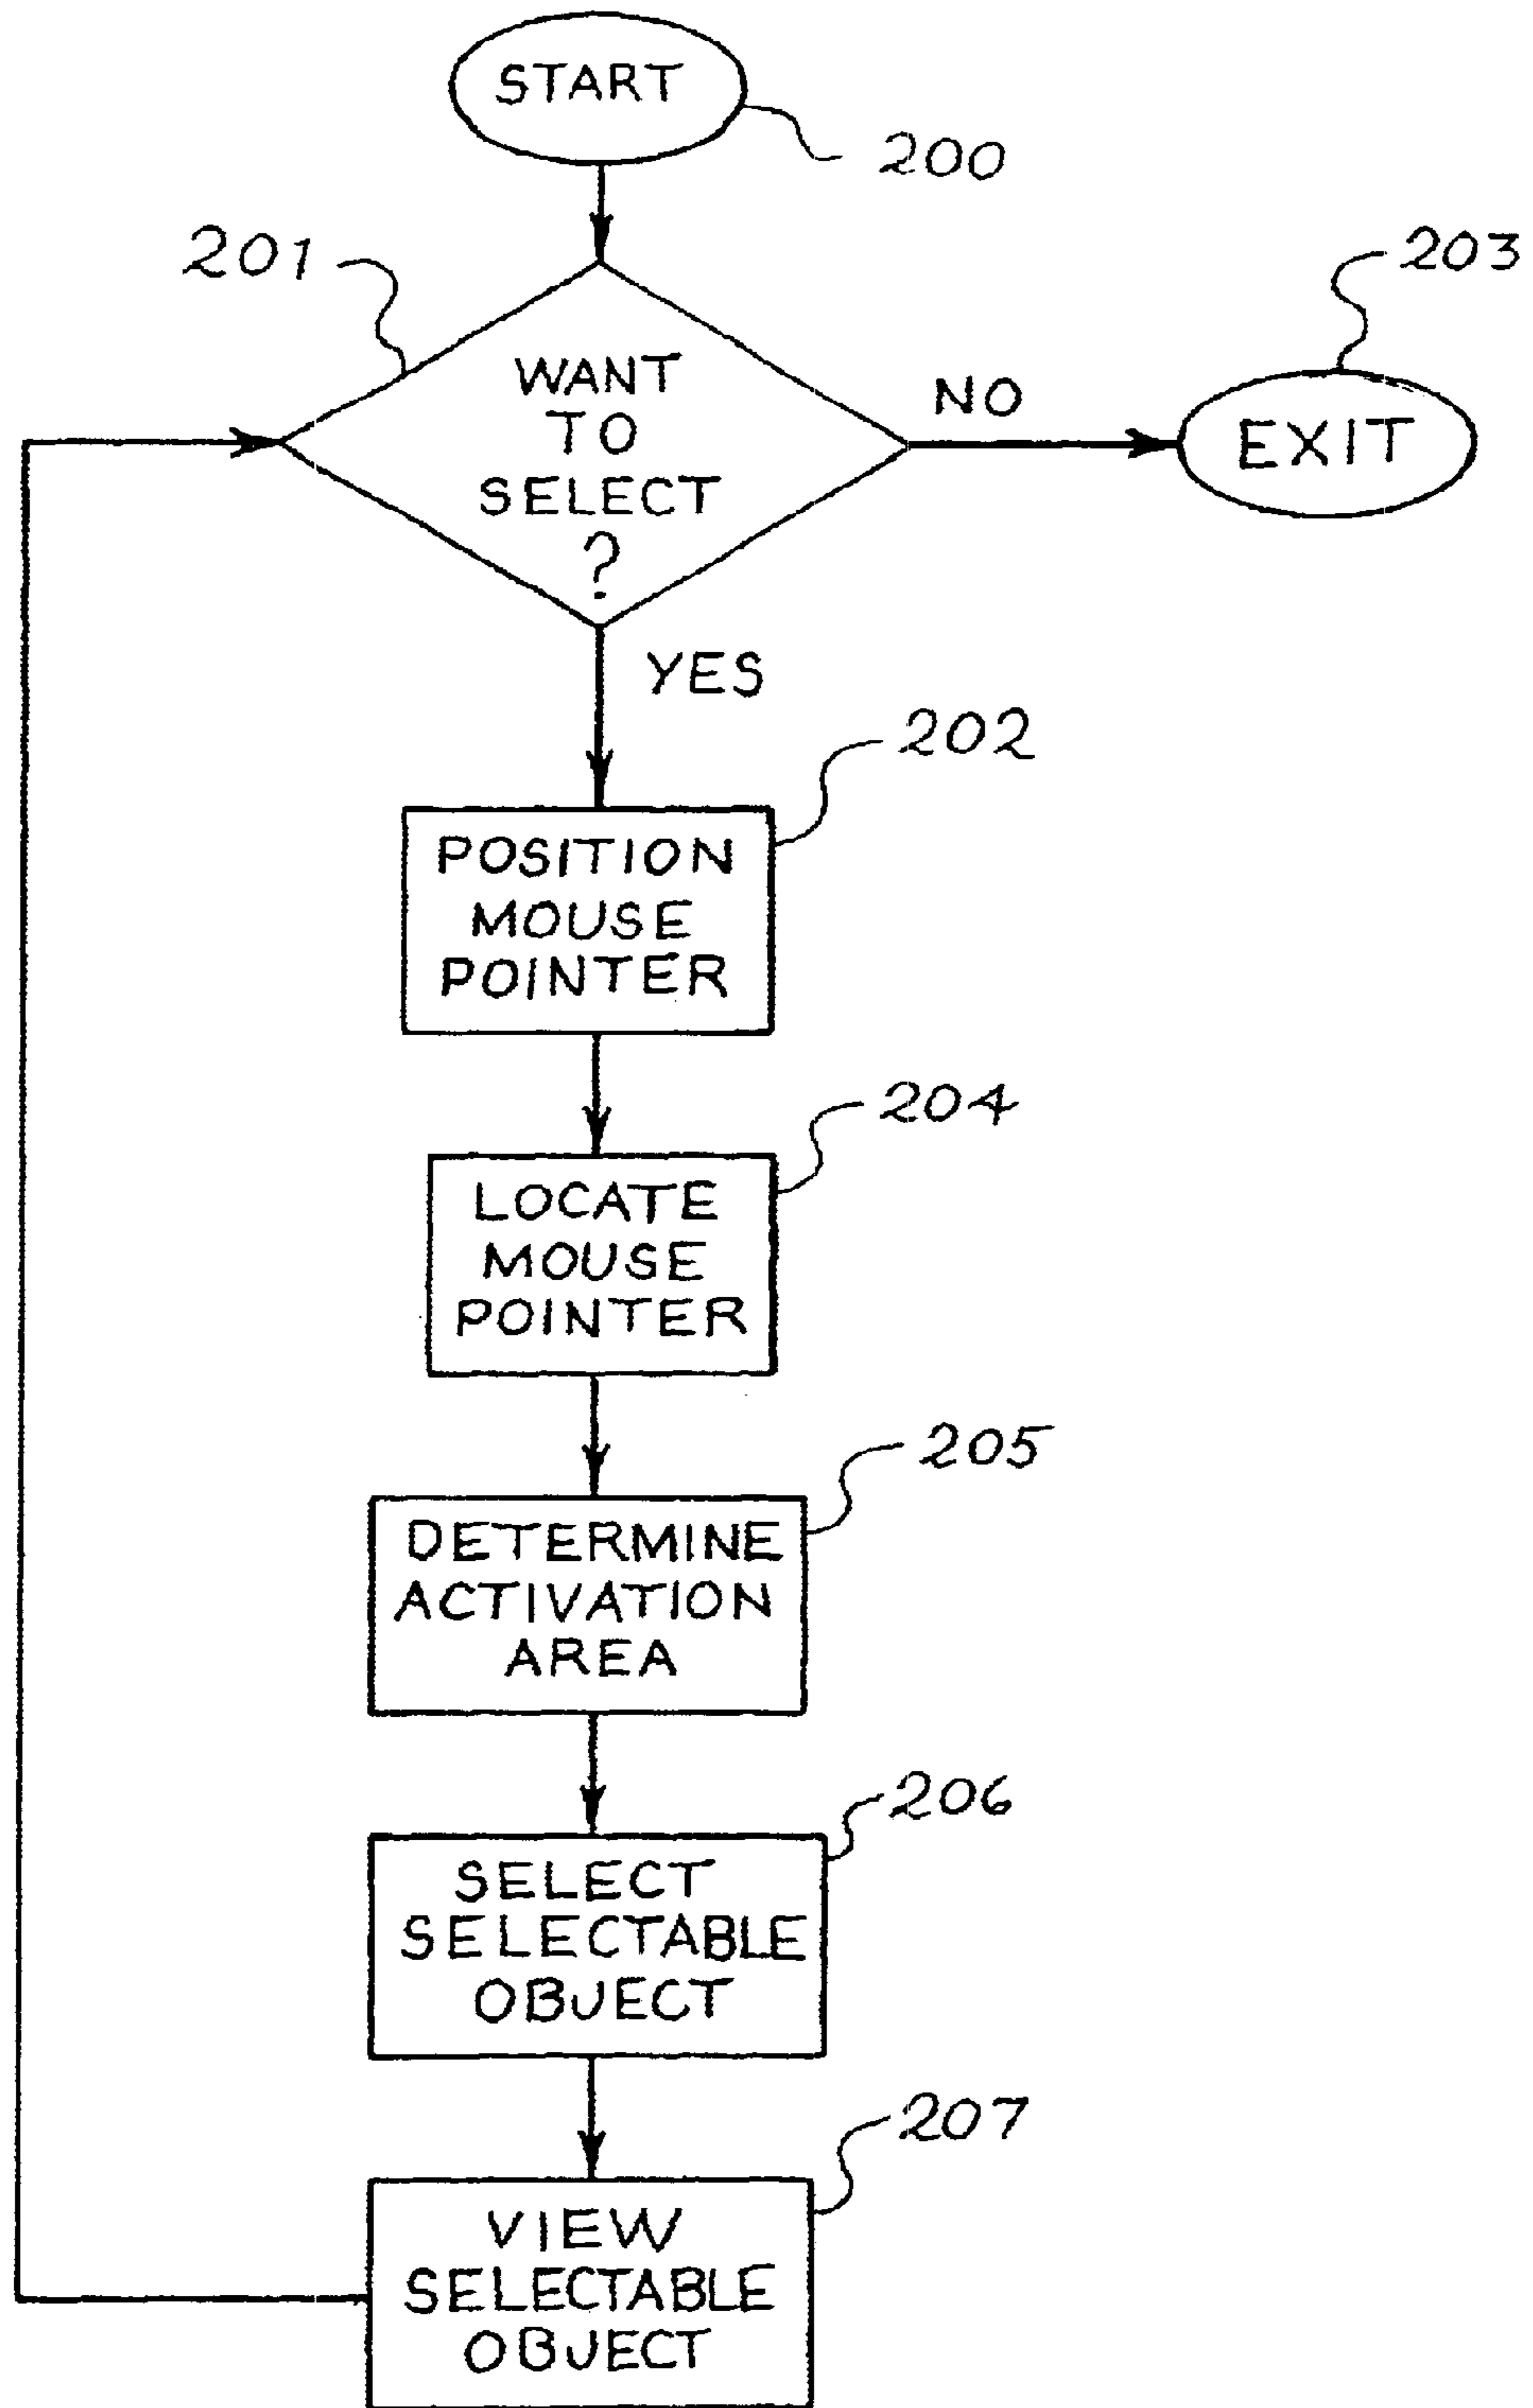 START
200
201
203
WANT
TO
SELECT
?
NO
EXIT
YES
202
POSITION
MOUSE
POINTER
204
LOCATE
MOUSE
POINTER
205
DETERMINE
ACTIVATION
AREA
206
SELECT
SELECTABLE
OBJECT
207
VIEW
SELECTABLE
OBJECT